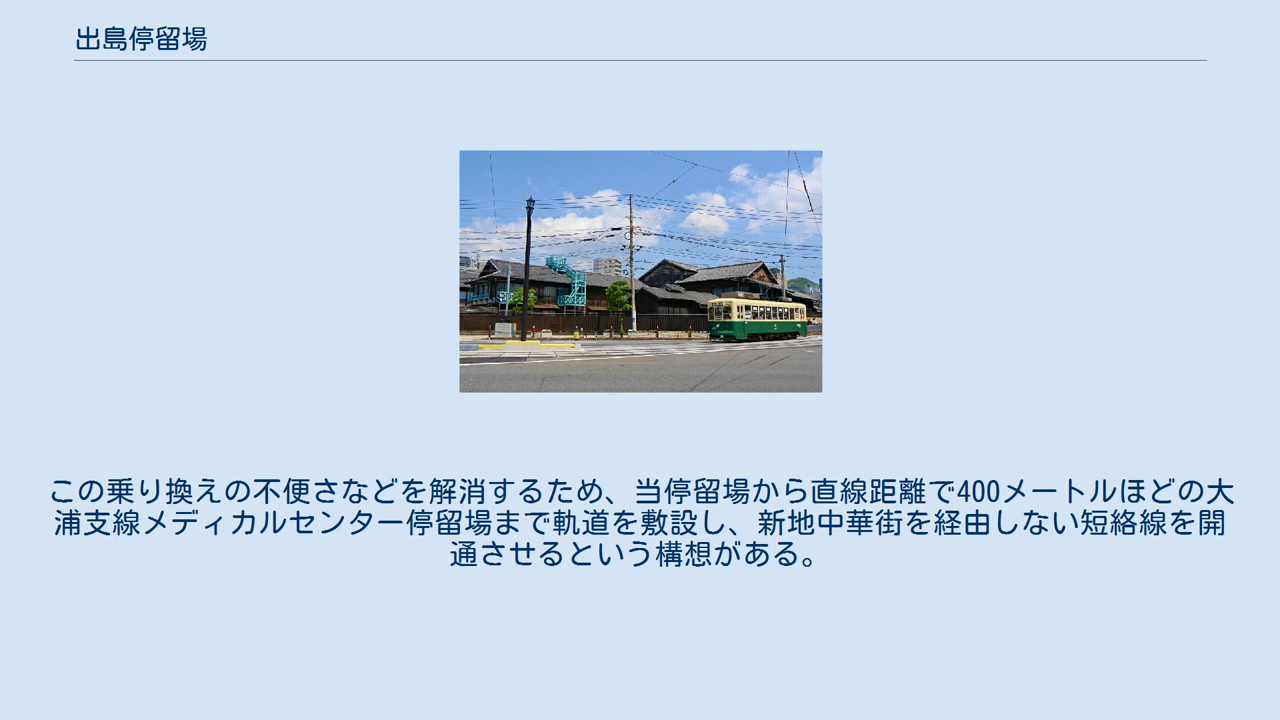 出島停留場
この乗り換えの不便さなどを解消するため、当停留場から直線距離で400メートルほどの大
浦支線メディカルセンター停留場まで軌道を敷設し、新地中華街を経由しない短絡線を開
通させるという構想がある。